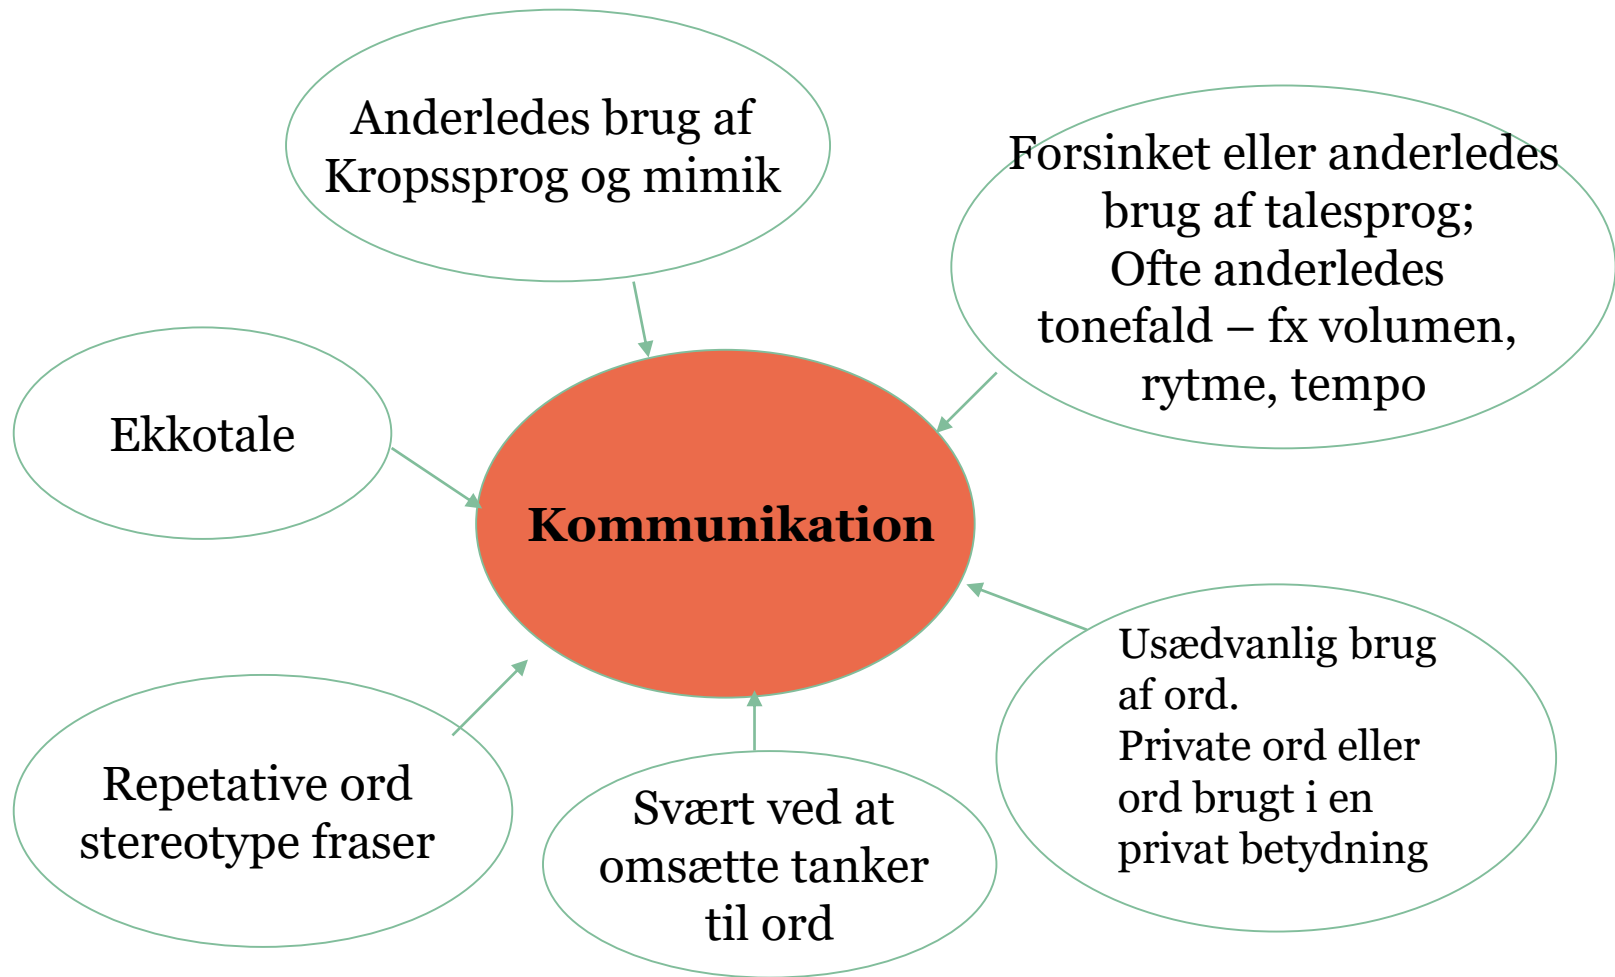 Anderledes brug af
Kropssprog og mimik
Forsinket eller anderledes
brug af talesprog;
Ofte anderledes
tonefald – fx volumen,
rytme, tempo
Ekkotale
Kommunikation
Usædvanlig brug
af ord.
Private ord eller
ord brugt i en
privat betydning
Repetative ord
stereotype fraser
Svært ved at
omsætte tanker
til ord